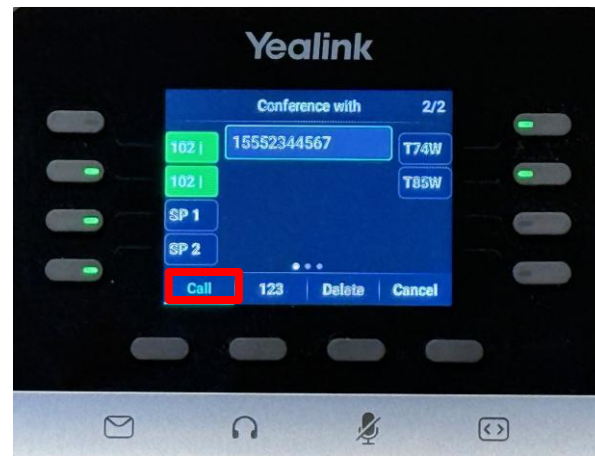 Yealink
Conference with 2/2
102 | 15552344567 T74W
102 | T85W
SP 1
SP 2
Call 123 Delete Cancel